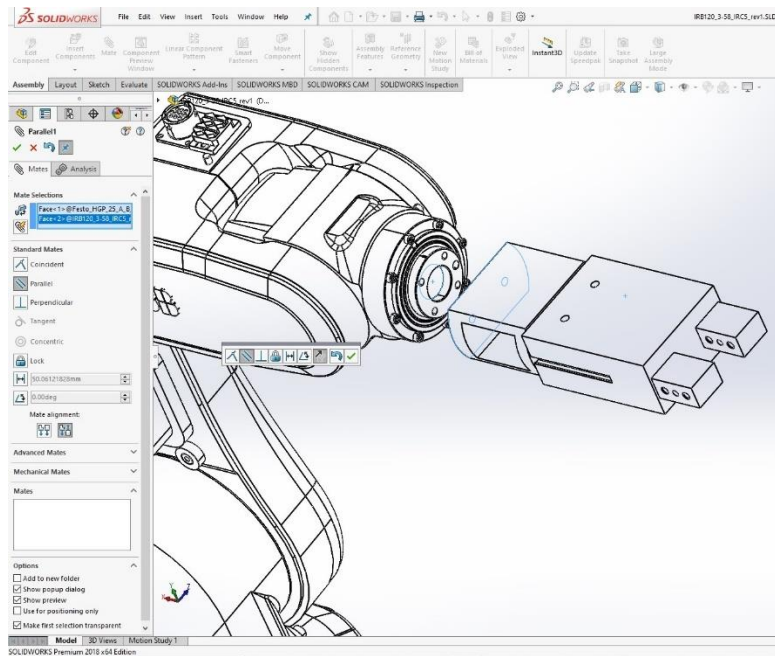 SOLIDWORKS File Edit View Insert Tools Window Help IRB120_3-58_IRC5_rev1.SLD
Edit Component
Insert Components
Mate
Component Preview Window
Linear Component Pattern
Smart Fasteners
Move Component
Show Hidden Components
Assembly Features
Reference Geometry
New Motion Study
Bill of Materials
Exploded View
Instant3D
Update Speedpak
Take Snapshot
Large Assembly Mode
Assembly Layout Sketch Evaluate SOLIDWORKS Add-Ins SOLIDWORKS MBD SOLIDWORKS CAM SOLIDWORKS Inspection
Parallel1
Mates Analysis
Mate Selections
Face<1>@Festo_HGP_25_A_B
Face<2>@IRB120_3-58_IRC5_r
Standard Mates
Coincident
Parallel
Perpendicular
Tangent
Concentric
Lock
50.06121828mm
0.00deg
Mate alignment:
Advanced Mates
Mechanical Mates
Mates
Options
Add to new folder
Show popup dialog
Show preview
Use for positioning only
Make first selection transparent
Model 3D Views Motion Study 1
SOLIDWORKS Premium 2018 x64 Edition